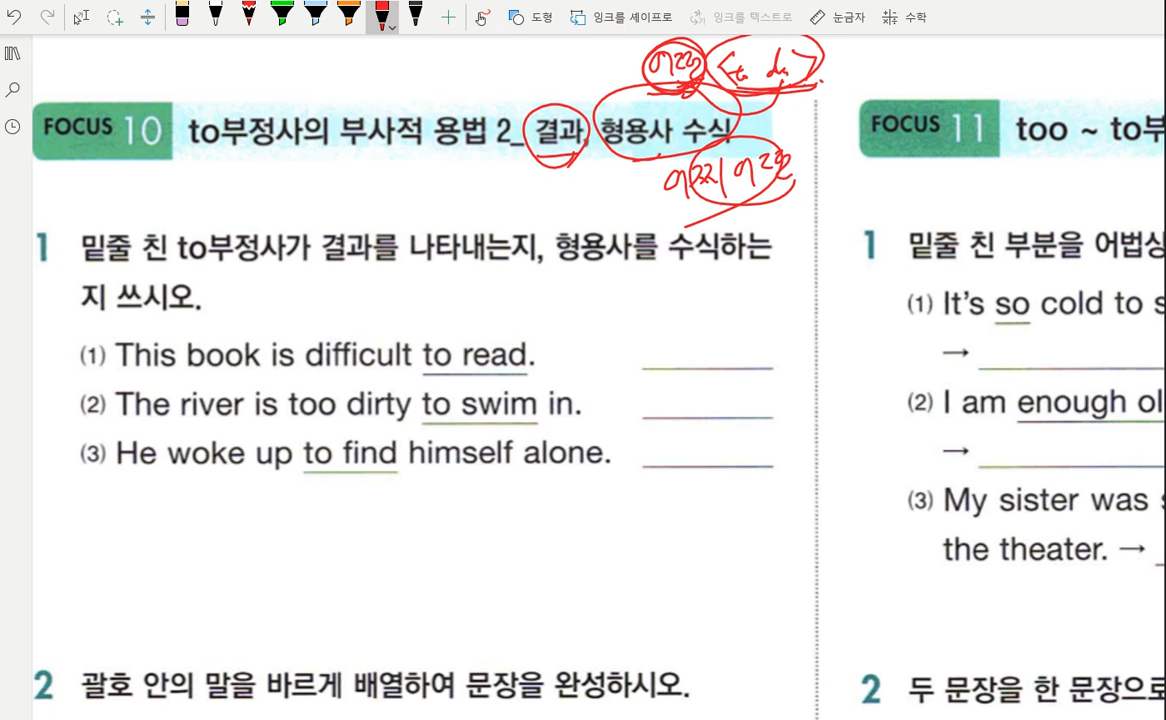 도형
잉크를 셰이프로
잉크를 텍스트로
눈금자
수학
FOCUS 10 to부정사의 부사적 용법 2_ 결과, 형용사 수식
1 밑줄 친 to부정사가 결과를 나타내는지, 형용사를 수식하는
지 쓰시오.
(1) This book is difficult to read.
(2) The river is too dirty to swim in.
(3) He woke up to find himself alone.
2 괄호 안의 말을 바르게 배열하여 문장을 완성하시오.
FOCUS 11 too ~ to부
1 밑줄 친 부분을 어법상
(1) It's so cold to s
→
(2) I am enough ol
→
(3) My sister was s
the theater. →
2 두 문장을 한 문장으로